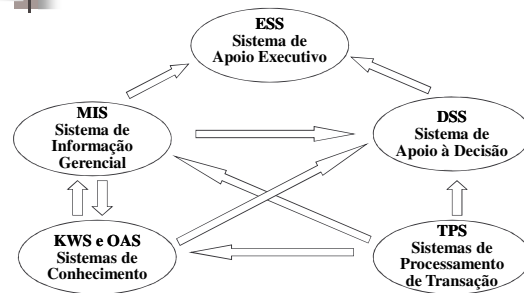 ESS
Sistema de
Apoio Executivo
MIS
Sistema de
Informação
Gerencial
DSS
Sistema de
Apoio à Decisão
KWS e OAS
Sistemas de
Conhecimento
TPS
Sistemas de
Processamento
de Transação